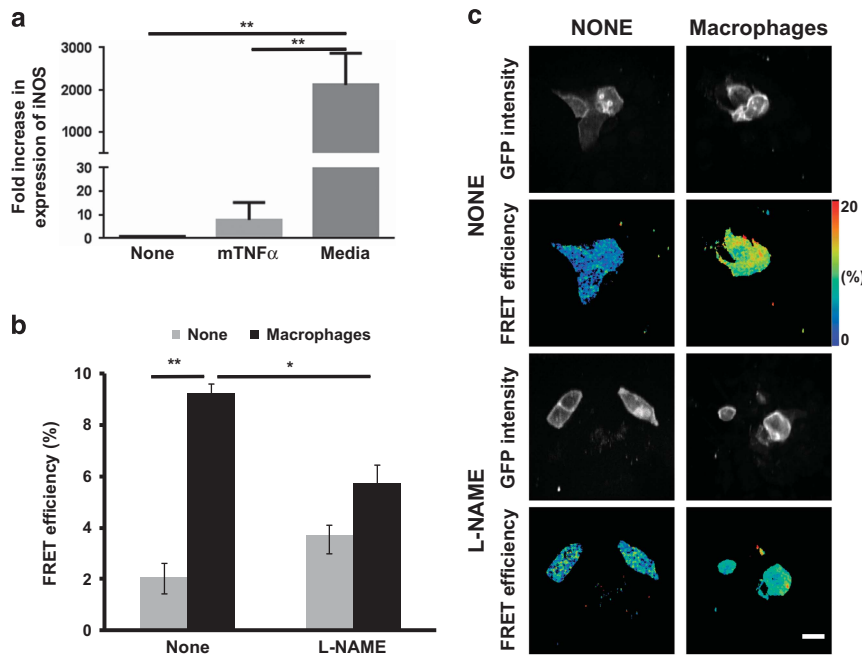 a
**
**
Fold increase in
expression of iNOS
3000
2000
1000
30
20
10
0
None mTNFα Media
b
None Macrophages
**
*
FRET efficiency (%)
10
8
6
4
2
0
None L-NAME
c
NONE Macrophages
NONE
GFP intensity
FRET efficiency
20
(%)
0
L-NAME
GFP intensity
FRET efficiency